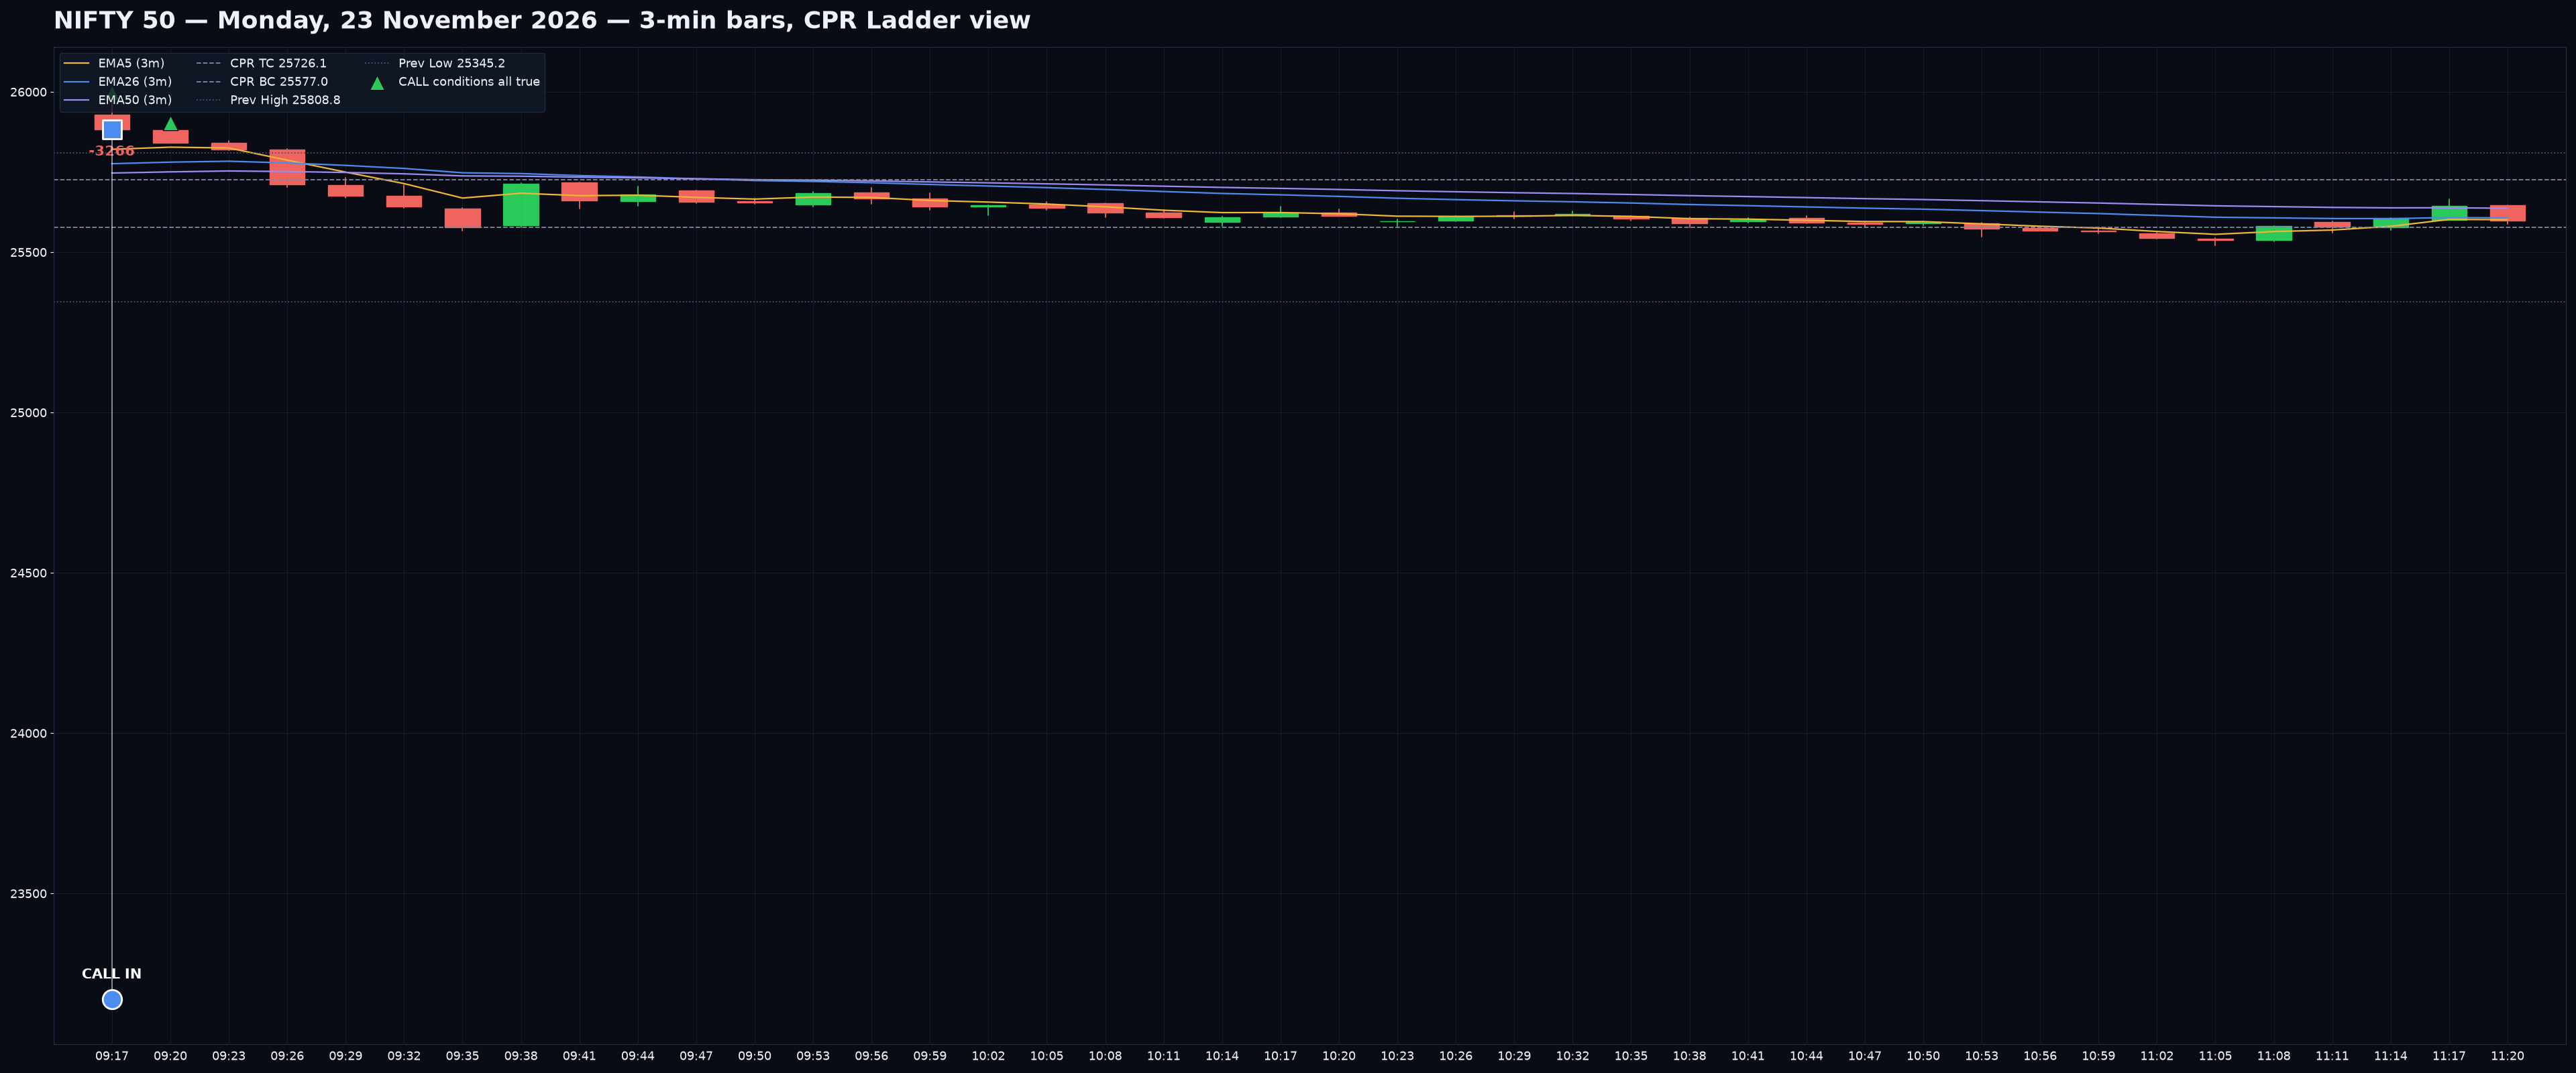 NIFTY 50 — Monday, 23 November 2026 — 3-min bars, CPR Ladder view
EMA5 (3m)
EMA26 (3m)
EMA50 (3m)
CPR TC 25726.1
CPR BC 25577.0
Prev High 25808.8
Prev Low 25345.2
CALL conditions all true
26000
25500
25000
24500
24000
23500
-3266
CALL IN
09:17 09:20 09:23 09:26 09:29 09:32 09:35 09:38 09:41 09:44 09:47 09:50 09:53 09:56 09:59 10:02 10:05 10:08 10:11 10:14 10:17 10:20 10:23 10:26 10:29 10:32 10:35 10:38 10:41 10:44 10:47 10:50 10:53 10:56 10:59 11:02 11:05 11:08 11:11 11:14 11:17 11:20